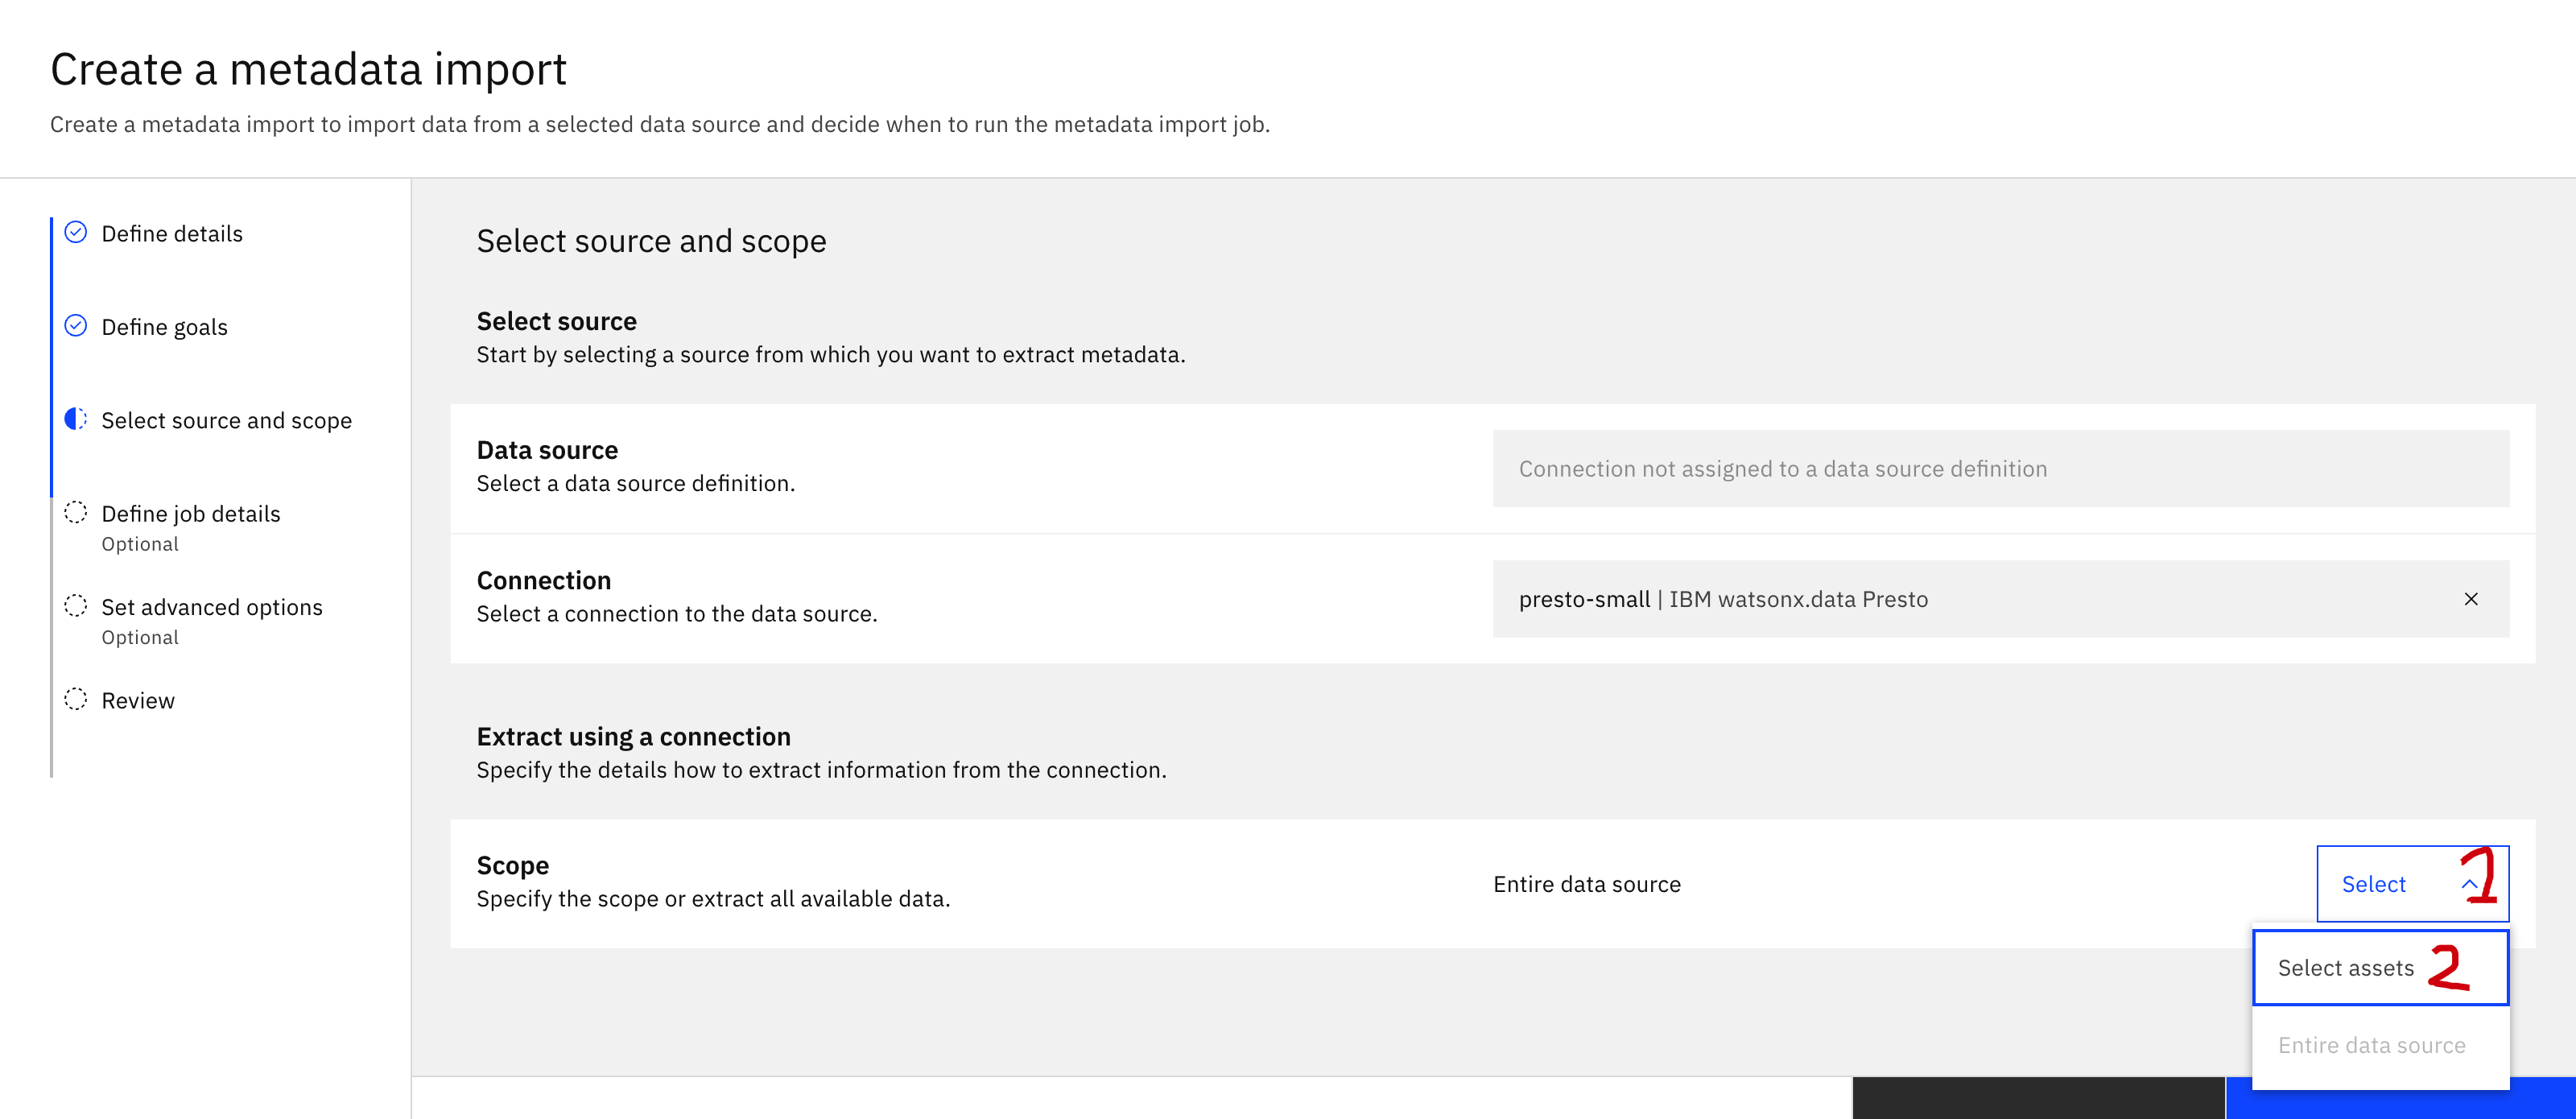 Create a metadata import
Create a metadata import to import data from a selected data source and decide when to run the metadata import job.
Define details
Define goals
Select source and scope
Define job details
Optional
Set advanced options
Optional
Review
Select source and scope
Select source
Start by selecting a source from which you want to extract metadata.
Data source
Select a data source definition.
Connection not assigned to a data source definition
Connection
Select a connection to the data source.
presto-small | IBM watsonx.data Presto
Extract using a connection
Specify the details how to extract information from the connection.
Scope
Specify the scope or extract all available data.
Entire data source
Select 1
Select assets 2
Entire data source